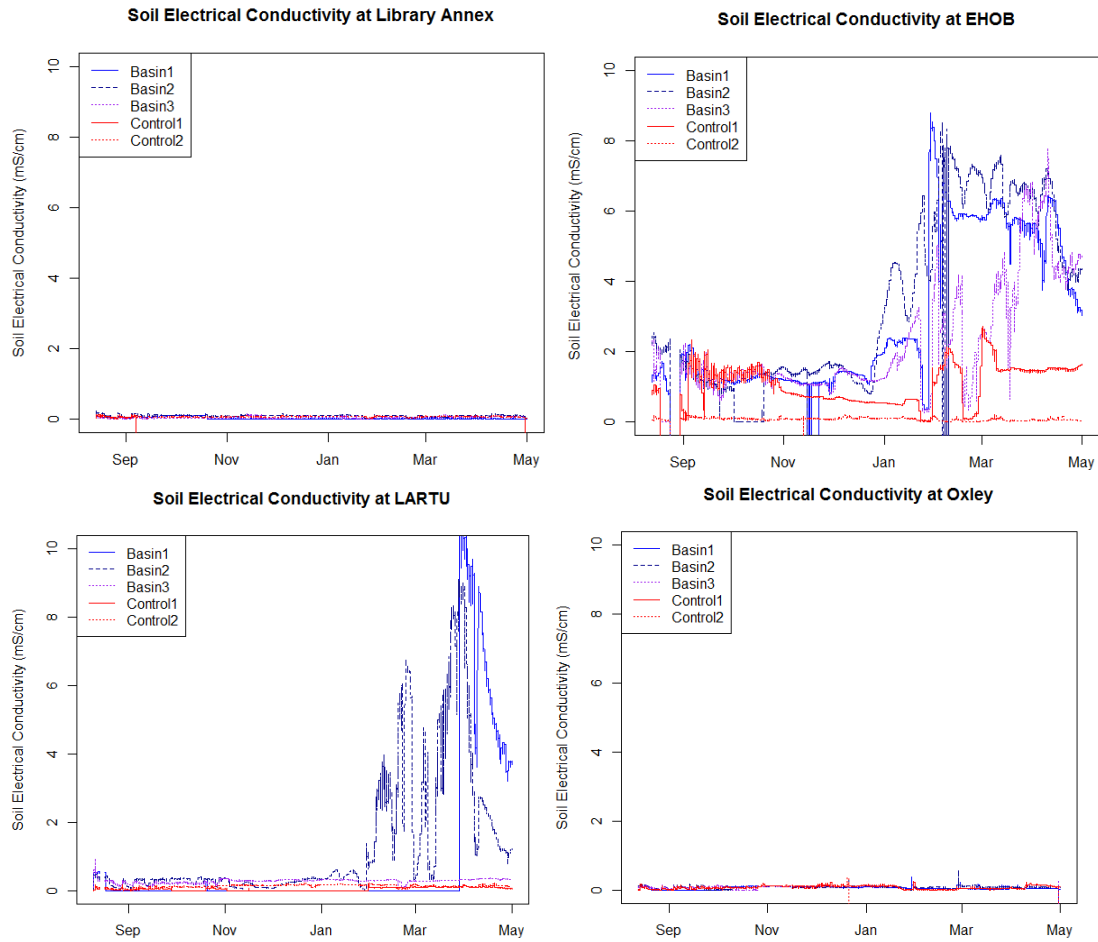 Soil Electrical Conductivity at Library Annex
Soil Electrical Conductivity (mS/cm)
10
8
6
4
2
0
Basin1
Basin2
Basin3
Control1
Control2
Sep
Nov
Jan
Mar
May
Soil Electrical Conductivity at EHOB
Soil Electrical Conductivity (mS/cm)
10
8
6
4
2
0
Basin1
Basin2
Basin3
Control1
Control2
Sep
Nov
Jan
Mar
May
Soil Electrical Conductivity at LARTU
Soil Electrical Conductivity (mS/cm)
10
8
6
4
2
0
Basin1
Basin2
Basin3
Control1
Control2
Sep
Nov
Jan
Mar
May
Soil Electrical Conductivity at Oxley
Soil Electrical Conductivity (mS/cm)
10
8
6
4
2
0
Basin1
Basin2
Basin3
Control1
Control2
Sep
Nov
Jan
Mar
May